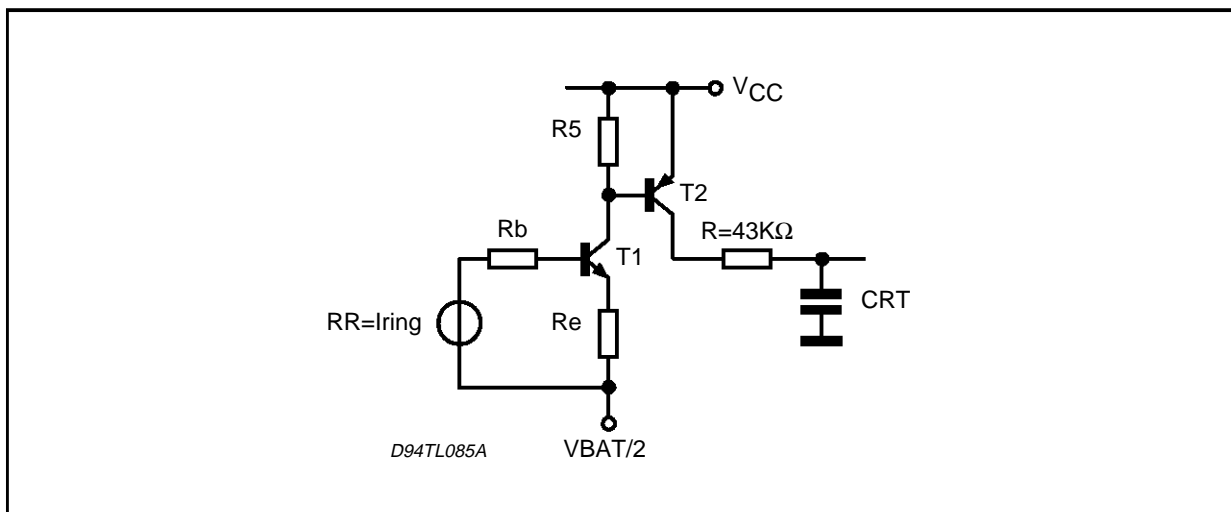 VCC
R5
T2
Rb
R=43KΩ
T1
CRT
RR=Iring
Re
D94TL085A
VBAT/2